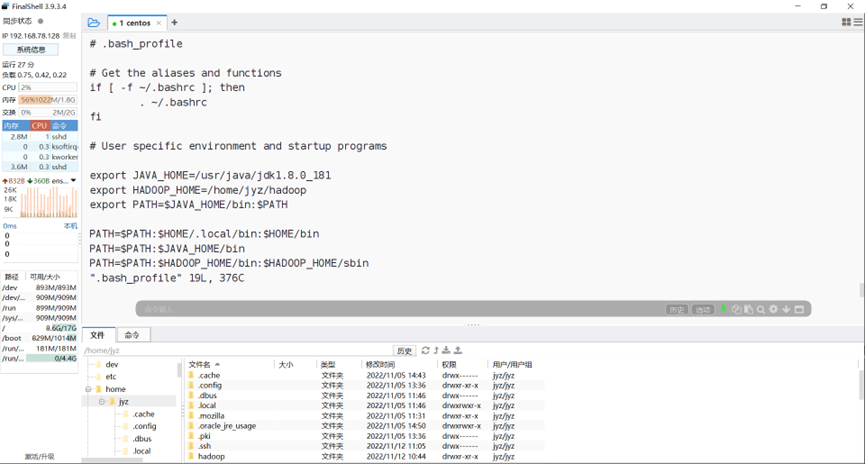 FinalShell 3.9.3.4
同步状态
IP 192.168.78.128 复制
系统信息
运行 27 分
负载 0.75, 0.42, 0.22
CPU 2%
内存 56% 1022M/1.8G
交换 0% 2M/2G
内存 CPU 命令
2.8M 1 sshd
0 0.3 ksoftirq
0 0.3 kworker
3.6M 0.3 sshd
832B 360B ens...
26K
18K
9K
0ms 本机
0
0
0
路径 可用/大小
/dev 893M/893M
/dev/... 909M/909M
/run 899M/909M
/sys/... 909M/909M
/ 8.6G/17G
/boot 829M/1014M
/run/... 181M/181M
/run/... 0/4.4G
激活/升级
1 centos × +
# .bash_profile
# Get the aliases and functions
if [ -f ~/.bashrc ]; then
. ~/.bashrc
fi
# User specific environment and startup programs
export JAVA_HOME=/usr/java/jdk1.8.0_181
export HADOOP_HOME=/home/jyz/hadoop
export PATH=$JAVA_HOME/bin:$PATH
PATH=$PATH:$HOME/.local/bin:$HOME/bin
PATH=$PATH:$JAVA_HOME/bin
PATH=$PATH:$HADOOP_HOME/bin:$HADOOP_HOME/sbin
".bash_profile" 19L, 376C
命令输入
历史 选项
文件 命令
/home/jyz
历史
dev
etc
home
jyz
.cache
.config
.dbus
.local
文件名 大小 类型 修改时间 权限 用户/用户组
.cache 文件夹 2022/11/05 14:43 drwx------ jyz/jyz
.config 文件夹 2022/11/05 13:36 drwxr-xr-x jyz/jyz
.dbus 文件夹 2022/11/05 11:46 drwx------ jyz/jyz
.local 文件夹 2022/11/05 11:46 drwxrwxr-x jyz/jyz
.mozilla 文件夹 2022/11/05 11:31 drwxr-xr-x jyz/jyz
.oracle_jre_usage 文件夹 2022/11/05 14:50 drwxrwxr-x jyz/jyz
.pki 文件夹 2022/11/05 13:36 drwx------ jyz/jyz
.ssh 文件夹 2022/11/12 11:05 drwx------ jyz/jyz
hadoop 文件夹 2022/11/12 10:44 drwxr-xr-x jyz/jyz